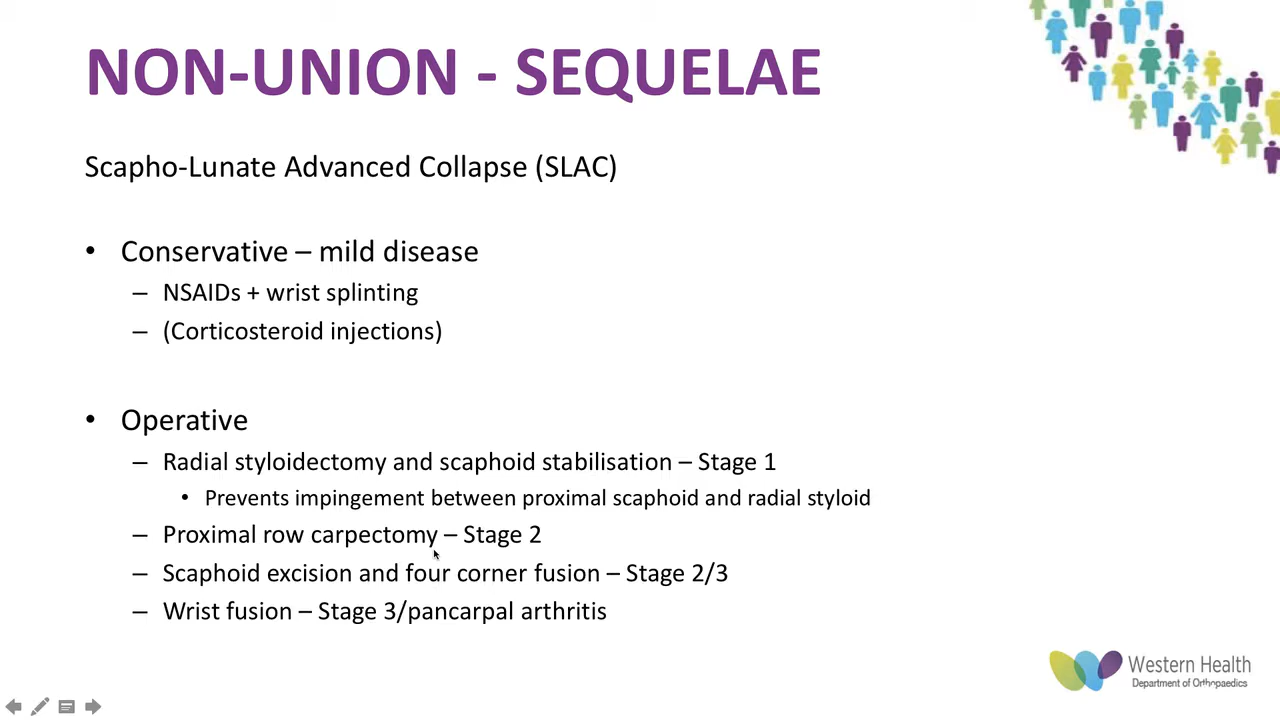 NON-UNION - SEQUELAE
Scapho-Lunate Advanced Collapse (SLAC)
• Conservative – mild disease
– NSAIDs + wrist splinting
– (Corticosteroid injections)
• Operative
– Radial styloidectomy and scaphoid stabilisation – Stage 1
• Prevents impingement between proximal scaphoid and radial styloid
– Proximal row carpectomy – Stage 2
– Scaphoid excision and four corner fusion – Stage 2/3
– Wrist fusion – Stage 3/pancarpal arthritis
Western Health
Department of Orthopaedics